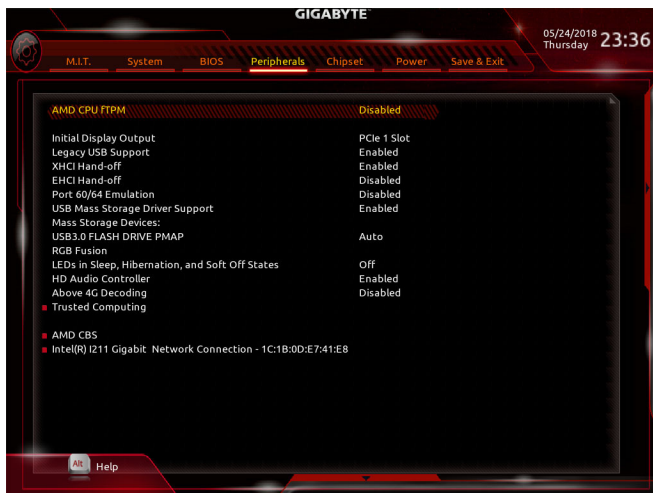 GIGABYTE™
05/24/2018
Thursday 23:36
M.I.T. System BIOS Peripherals Chipset Power Save & Exit
AMD CPU fTPM Disabled
Initial Display Output PCIe 1 Slot
Legacy USB Support Enabled
XHCI Hand-off Enabled
EHCI Hand-off Disabled
Port 60/64 Emulation Disabled
USB Mass Storage Driver Support Enabled
Mass Storage Devices:
USB3.0 FLASH DRIVE PMAP Auto
RGB Fusion
LEDs in Sleep, Hibernation, and Soft Off States Off
HD Audio Controller Enabled
Above 4G Decoding Disabled
Trusted Computing
AMD CBS
Intel(R) I211 Gigabit Network Connection - 1C:1B:0D:E7:41:E8
Alt Help